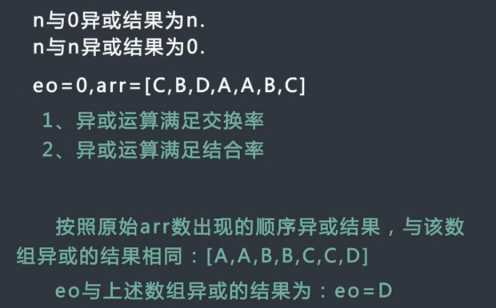 n与0异或结果为n.
n与n异或结果为0.
eo=0,arr=[C,B,D,A,A,B,C]
1、异或运算满足交换率
2、异或运算满足结合率
按照原始arr数出现的顺序异或结果，与该数
组异或的结果相同：[A,A,B,B,C,C,D]
eo与上述数组异或的结果为：eo=D